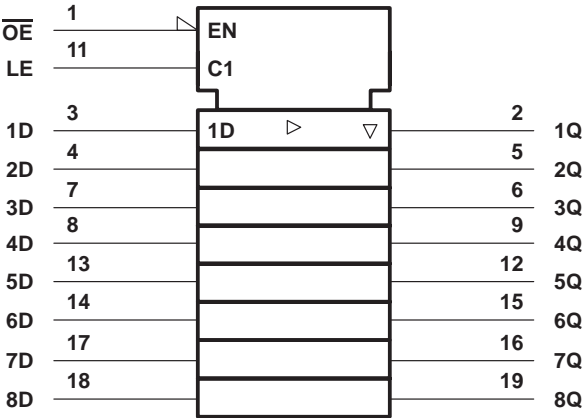 1
OE EN
11
LE C1
3 2
1D 1D 1Q
4 5
2D 2Q
7 6
3D 3Q
8 9
4D 4Q
13 12
5D 5Q
14 15
6D 6Q
17 16
7D 7Q
18 19
8D 8Q